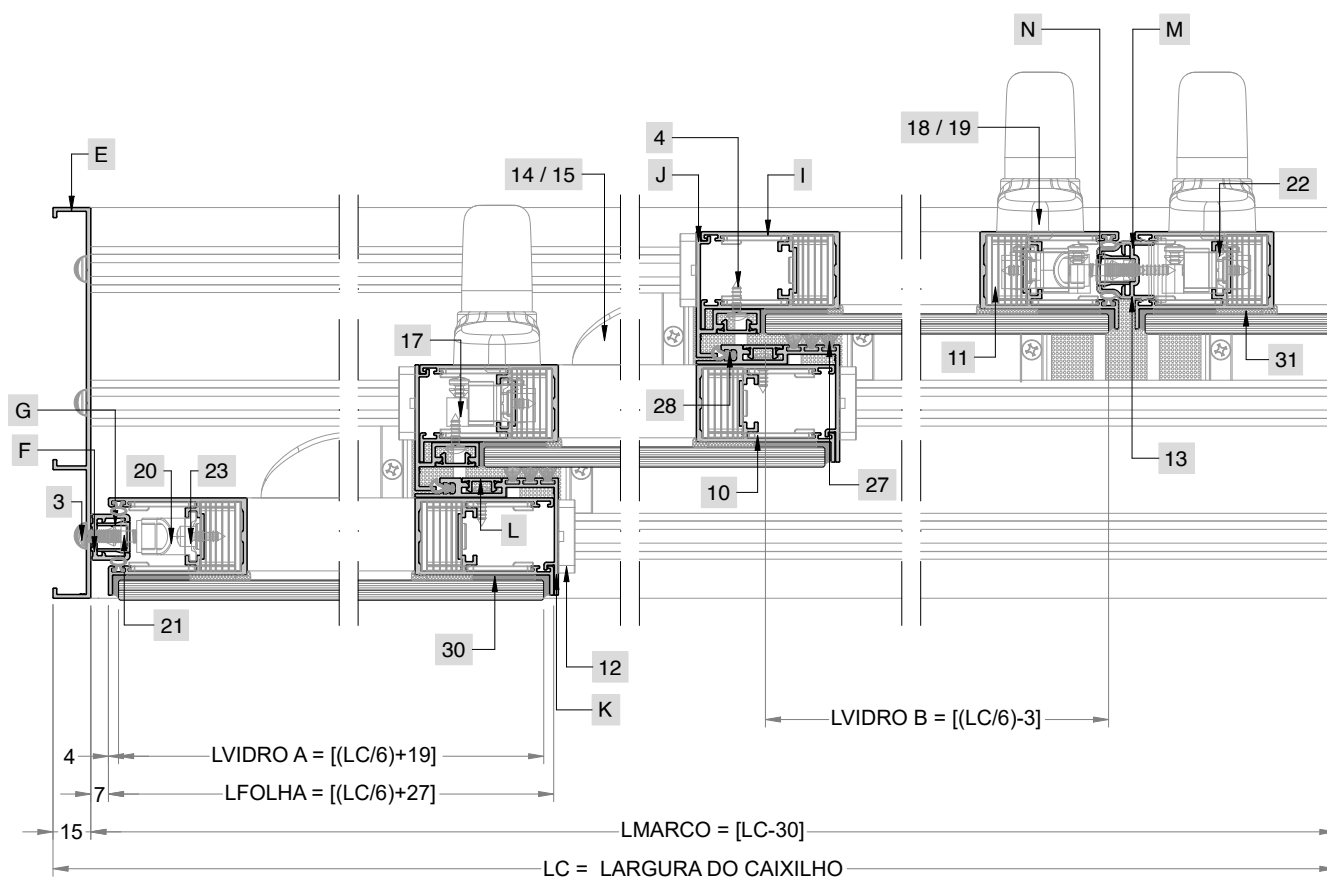 N
M
4
18 / 19
E
J
14 / 15
I
22
17
11
31
G
28
F
20
23
10
13
27
3
L
21
30
12
K
LVIDRO B = [(LC/6)-3]
4
LVIDRO A = [(LC/6)+19]
7
LFOLHA = [(LC/6)+27]
15
LMARCO = [LC-30]
LC = LARGURA DO CAIXILHO